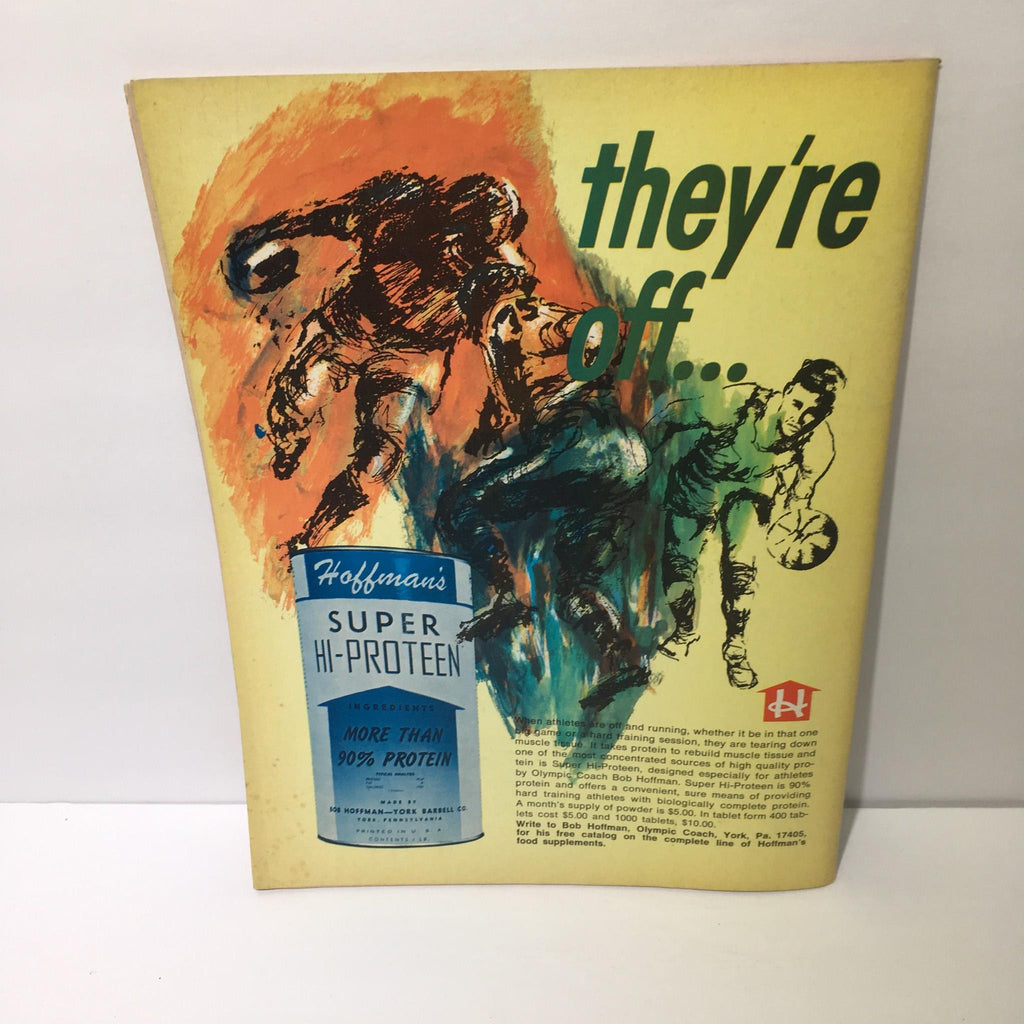 they're
off...
Hoffman's
SUPER
HI-PROTEEN
INGREDIENTS
MORE THAN
90% PROTEIN
TYPICAL ANALYSIS
MADE BY
BOB HOFFMAN—YORK BARBELL CO.
YORK, PENNSYLVANIA
PRINTED IN U.S.A.
CONTENTS 1 LB.
H
When athletes are off and running, whether it be in that one
big game or a hard training session, they are tearing down
muscle tissue. It takes protein to rebuild muscle tissue and
one of the most concentrated sources of high quality pro-
tein is Super Hi-Proteen, designed especially for athletes
by Olympic Coach Bob Hoffman. Super Hi-Proteen is 90%
protein and offers a convenient, sure means of providing
hard training athletes with biologically complete protein.
A month's supply of powder is $5.00. In tablet form 400 tab-
lets cost $5.00 and 1000 tablets, $10.00.
Write to Bob Hoffman, Olympic Coach, York, Pa. 17405,
for his free catalog on the complete line of Hoffman's
food supplements.